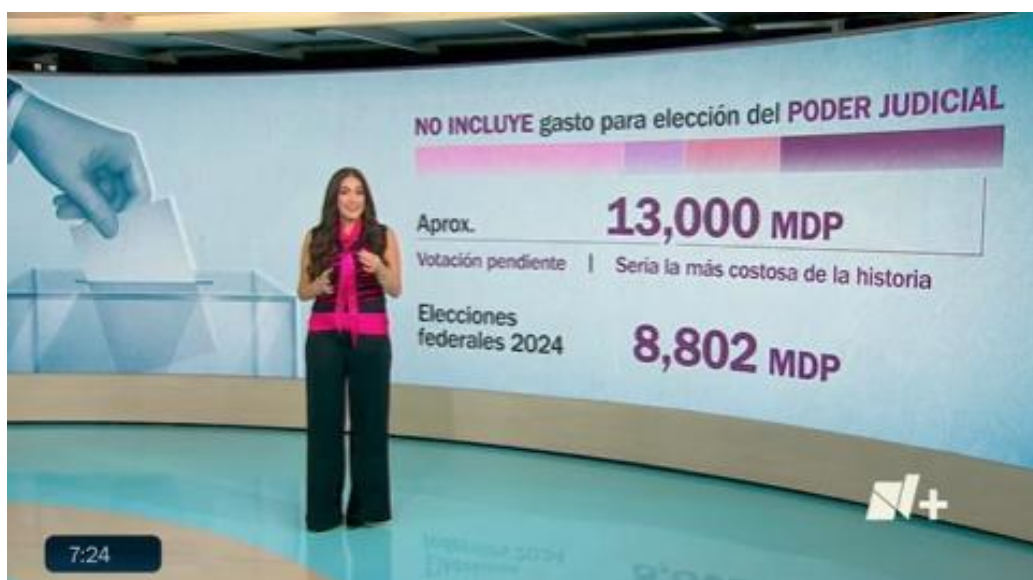 NO INCLUYE gasto para elección del PODER JUDICIAL
Aprox. 13,000 MDP
Votación pendiente | Sería la más costosa de la historia
Elecciones
federales 2024
8,802 MDP
N+
7:24